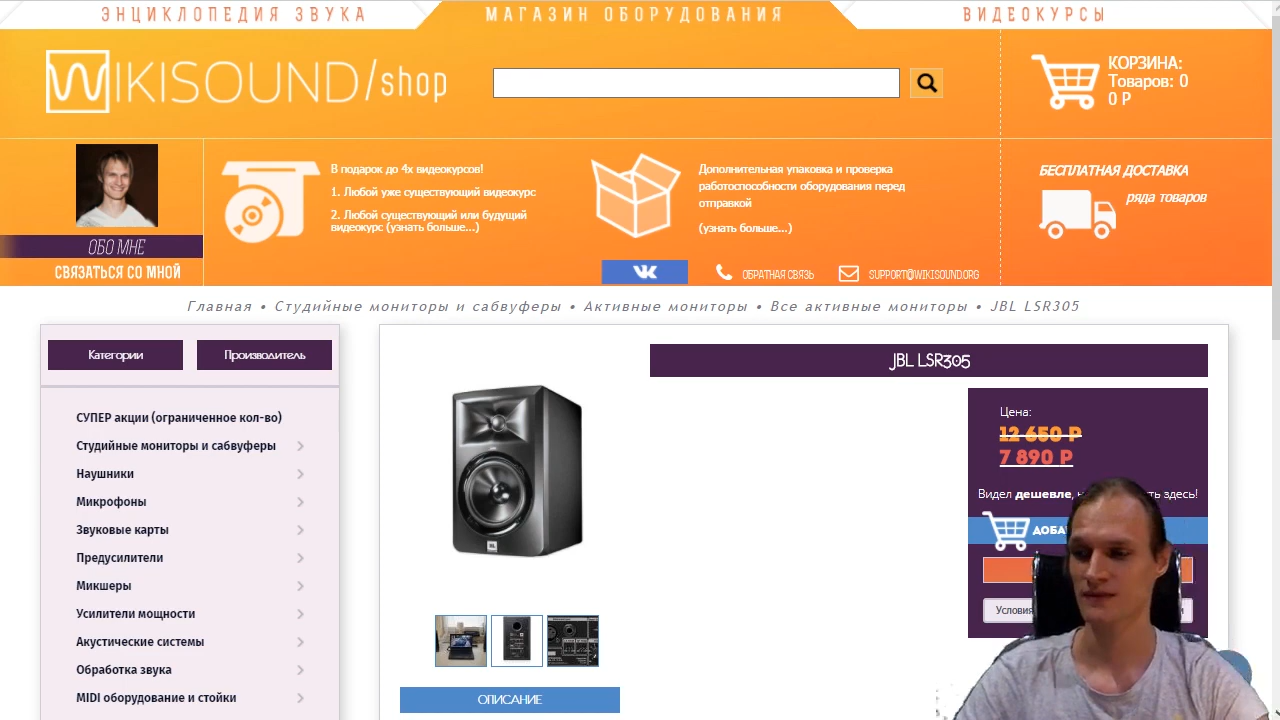 ЭНЦИКЛОПЕДИЯ ЗВУКА
МАГАЗИН ОБОРУДОВАНИЯ
ВИДЕОКУРСЫ
WIKISOUND/shop
КОРЗИНА:
Товаров: 0
0 Р
ОБО МНЕ
СВЯЗАТЬСЯ СО МНОЙ
В подарок до 4х видеокурсов!
1. Любой уже существующий видеокурс
2. Любой существующий или будущий
видеокурс (узнать больше...)
Дополнительная упаковка и проверка
работоспособности оборудования перед
отправкой
(узнать больше...)
ОБРАТНАЯ СВЯЗЬ
SUPPORT@WIKISOUND.ORG
БЕСПЛАТНАЯ ДОСТАВКА
ряда товаров
Главная • Студийные мониторы и сабвуферы • Активные мониторы • Все активные мониторы • JBL LSR305
Категории
Производитель
СУПЕР акции (ограниченное кол-во)
Студийные мониторы и сабвуферы
Наушники
Микрофоны
Звуковые карты
Предусилители
Микшеры
Усилители мощности
Акустические системы
Обработка звука
MIDI оборудование и стойки
JBL
ОПИСАНИЕ
JBL LSR305
Цена:
12 650 Р
7 890 Р
Видел дешевле, здесь!
Условия